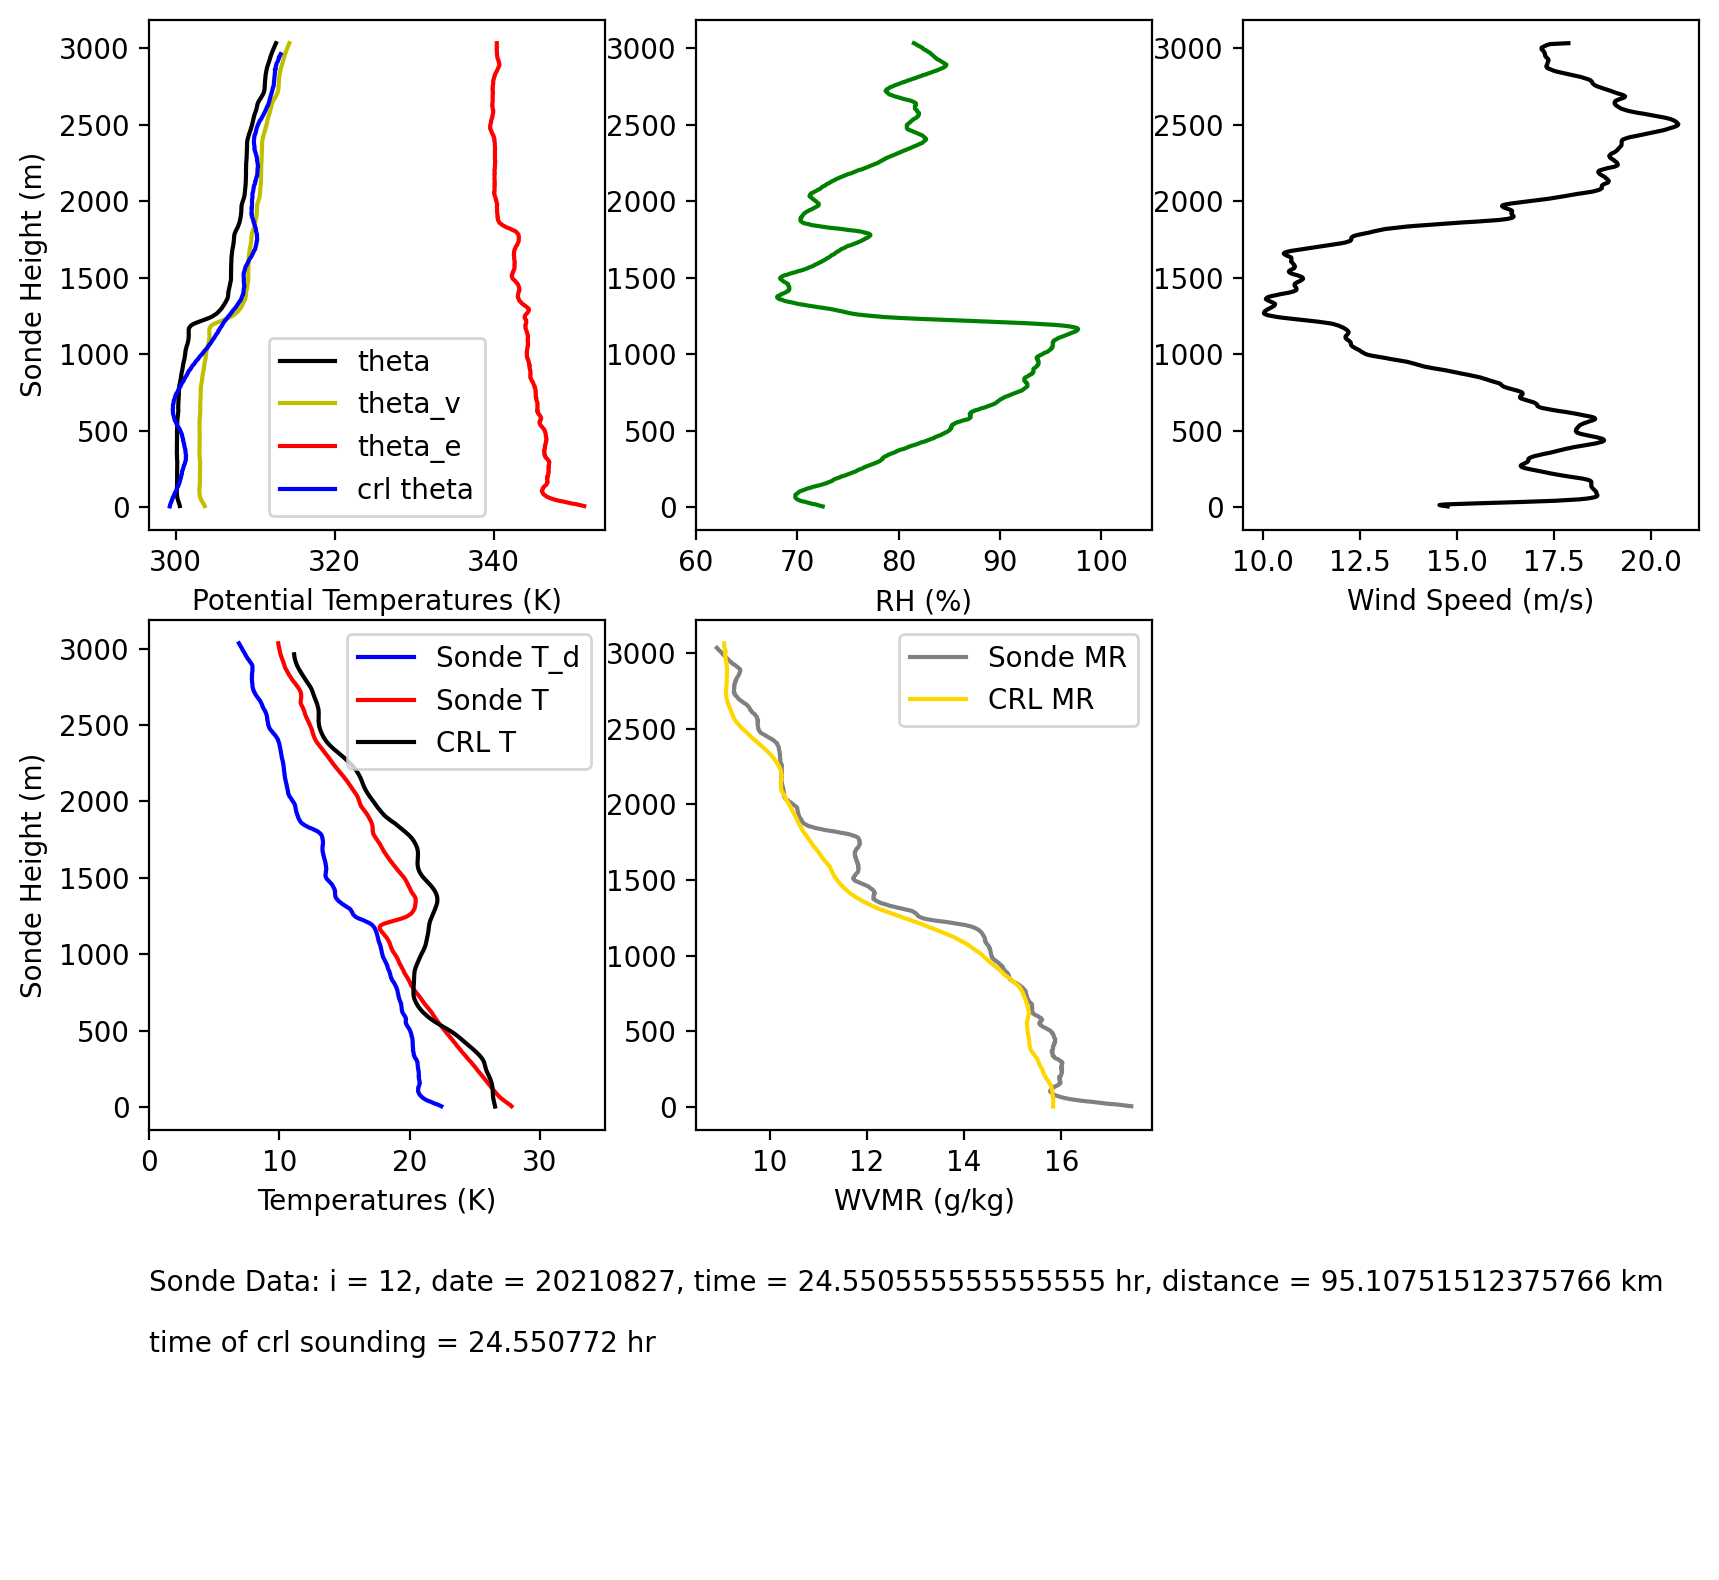 3000
2500
2000
1500
1000
500
0
Sonde Height (m)
300 320 340
Potential Temperatures (K)
theta
theta_v
theta_e
crl theta
3000
2500
2000
1500
1000
500
0
60 70 80 90 100
RH (%)
3000
2500
2000
1500
1000
500
0
10.0 12.5 15.0 17.5 20.0
Wind Speed (m/s)
3000
2500
2000
1500
1000
500
0
Sonde Height (m)
0 10 20 30
Temperatures (K)
Sonde T_d
Sonde T
CRL T
3000
2500
2000
1500
1000
500
0
10 12 14 16
WVMR (g/kg)
Sonde MR
CRL MR
Sonde Data: i = 12, date = 20210827, time = 24.550555555555555 hr, distance = 95.10751512375766 km
time of crl sounding = 24.550772 hr